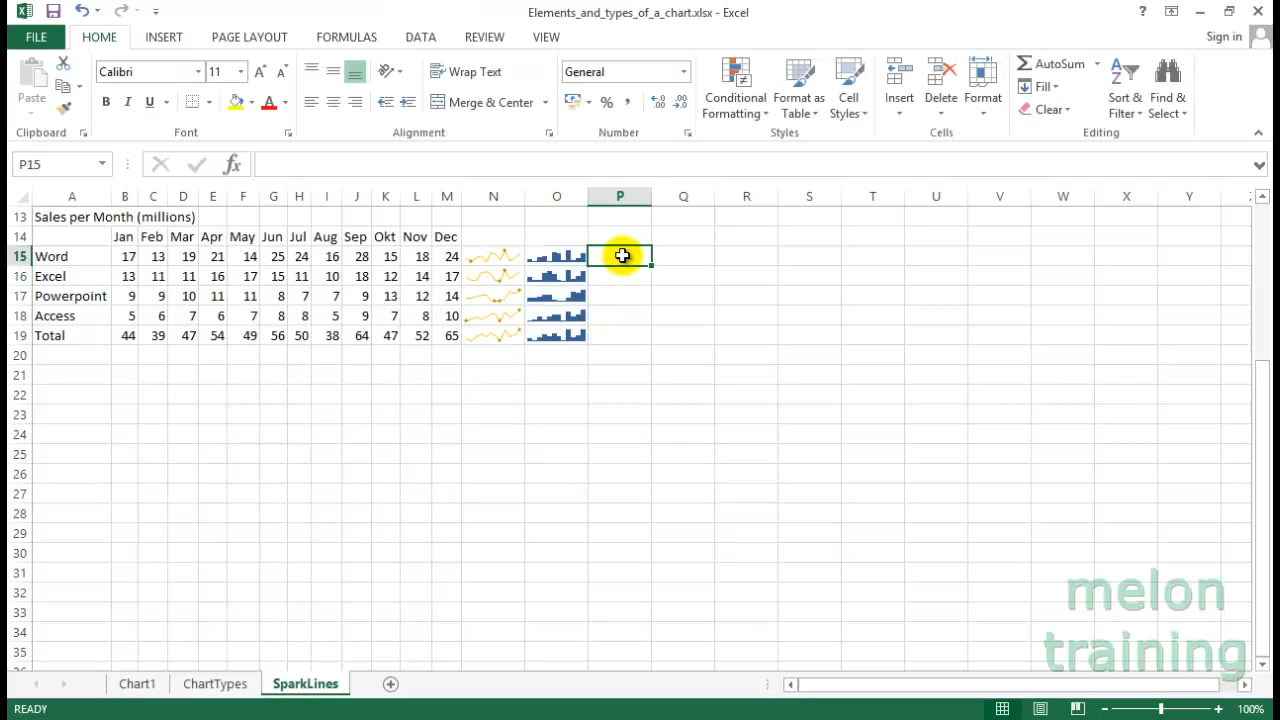 Elements_and_types_of_a_chart.xlsx - Excel
FILE HOME INSERT PAGE LAYOUT FORMULAS DATA REVIEW VIEW Sign in
Paste
Calibri 11
B I U A
Wrap Text
Merge & Center
General
% ,
Conditional Formatting
Format as Table
Cell Styles
Insert
Delete
Format
AutoSum
Fill
Clear
Sort & Filter
Find & Select
Clipboard Font Alignment Number Styles Cells Editing
P15 fx
A B C D E F G H I J K L M N O P Q R S T U V W X Y
13 Sales per Month (millions)
14 Jan Feb Mar Apr May Jun Jul Aug Sep Okt Nov Dec
15 Word 17 13 19 21 14 25 24 16 28 15 18 24
16 Excel 13 11 11 16 17 15 11 10 18 12 14 17
17 Powerpoint 9 9 10 11 11 8 7 7 9 13 12 14
18 Access 5 6 7 6 7 8 8 5 9 7 8 10
19 Total 44 39 47 54 49 56 50 38 64 47 52 65
20
21
22
23
24
25
26
27
28
29
30
31
32
33
34
35
melon
training
Chart1 ChartTypes SparkLines
READY 100%